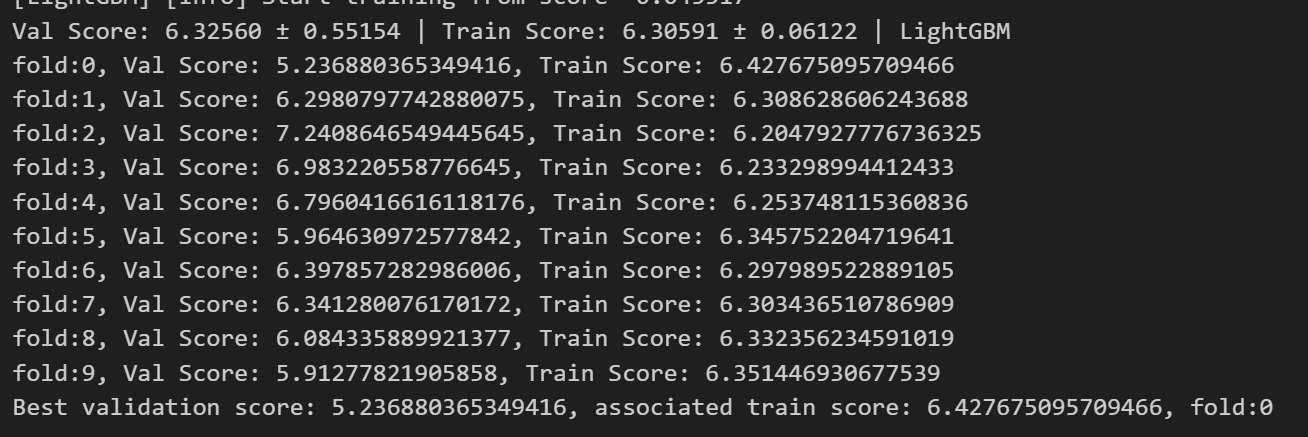 [LightGBM] [Info] Start training from score
Val Score: 6.32560 ± 0.55154 | Train Score: 6.30591 ± 0.06122 | LightGBM
fold:0, Val Score: 5.236880365349416, Train Score: 6.427675095709466
fold:1, Val Score: 6.2980797742880075, Train Score: 6.308628606243688
fold:2, Val Score: 7.2408646549445645, Train Score: 6.2047927776736325
fold:3, Val Score: 6.983220558776645, Train Score: 6.233298994412433
fold:4, Val Score: 6.7960416616118176, Train Score: 6.253748115360836
fold:5, Val Score: 5.964630972577842, Train Score: 6.345752204719641
fold:6, Val Score: 6.397857282986006, Train Score: 6.297989522889105
fold:7, Val Score: 6.341280076170172, Train Score: 6.303436510786909
fold:8, Val Score: 6.084335889921377, Train Score: 6.332356234591019
fold:9, Val Score: 5.91277821905858, Train Score: 6.351446930677539
Best validation score: 5.236880365349416, associated train score: 6.427675095709466, fold:0